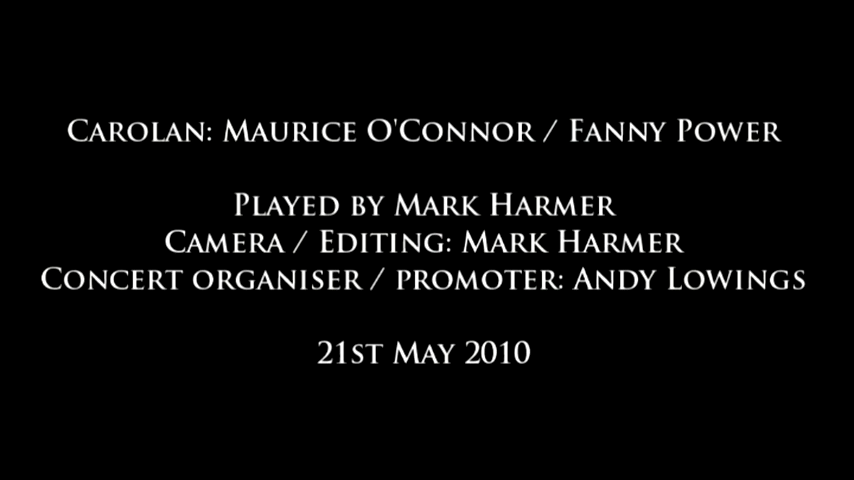 Carolan: Maurice O'Connor / Fanny Power
Played by Mark Harmer
Camera / Editing: Mark Harmer
Concert organiser / promoter: Andy Lowings
21st May 2010